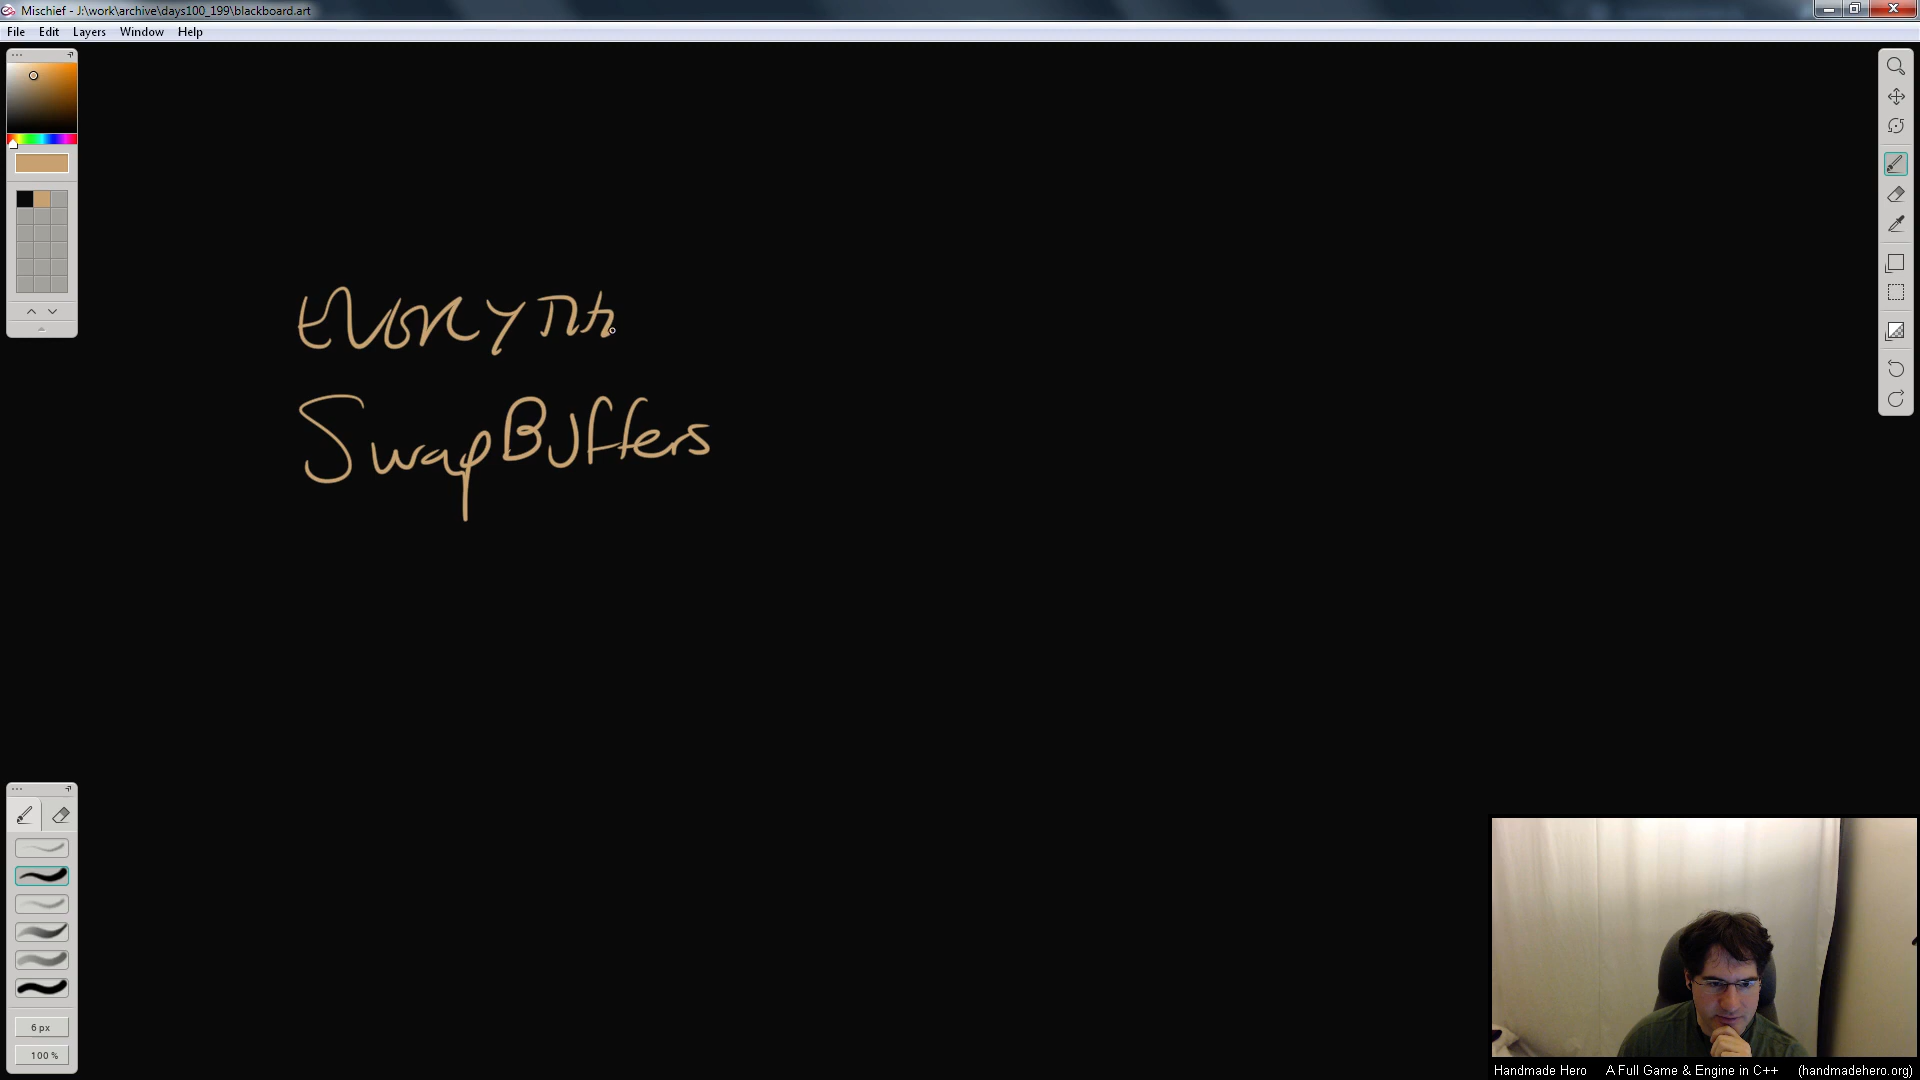 Mischief - J:\work\archive\days100_199\blackboard.art
File Edit Layers Window Help
SwapBuffers
6 px
100 %
Handmade Hero A Full Game & Engine in C++ (handmadehero.org)